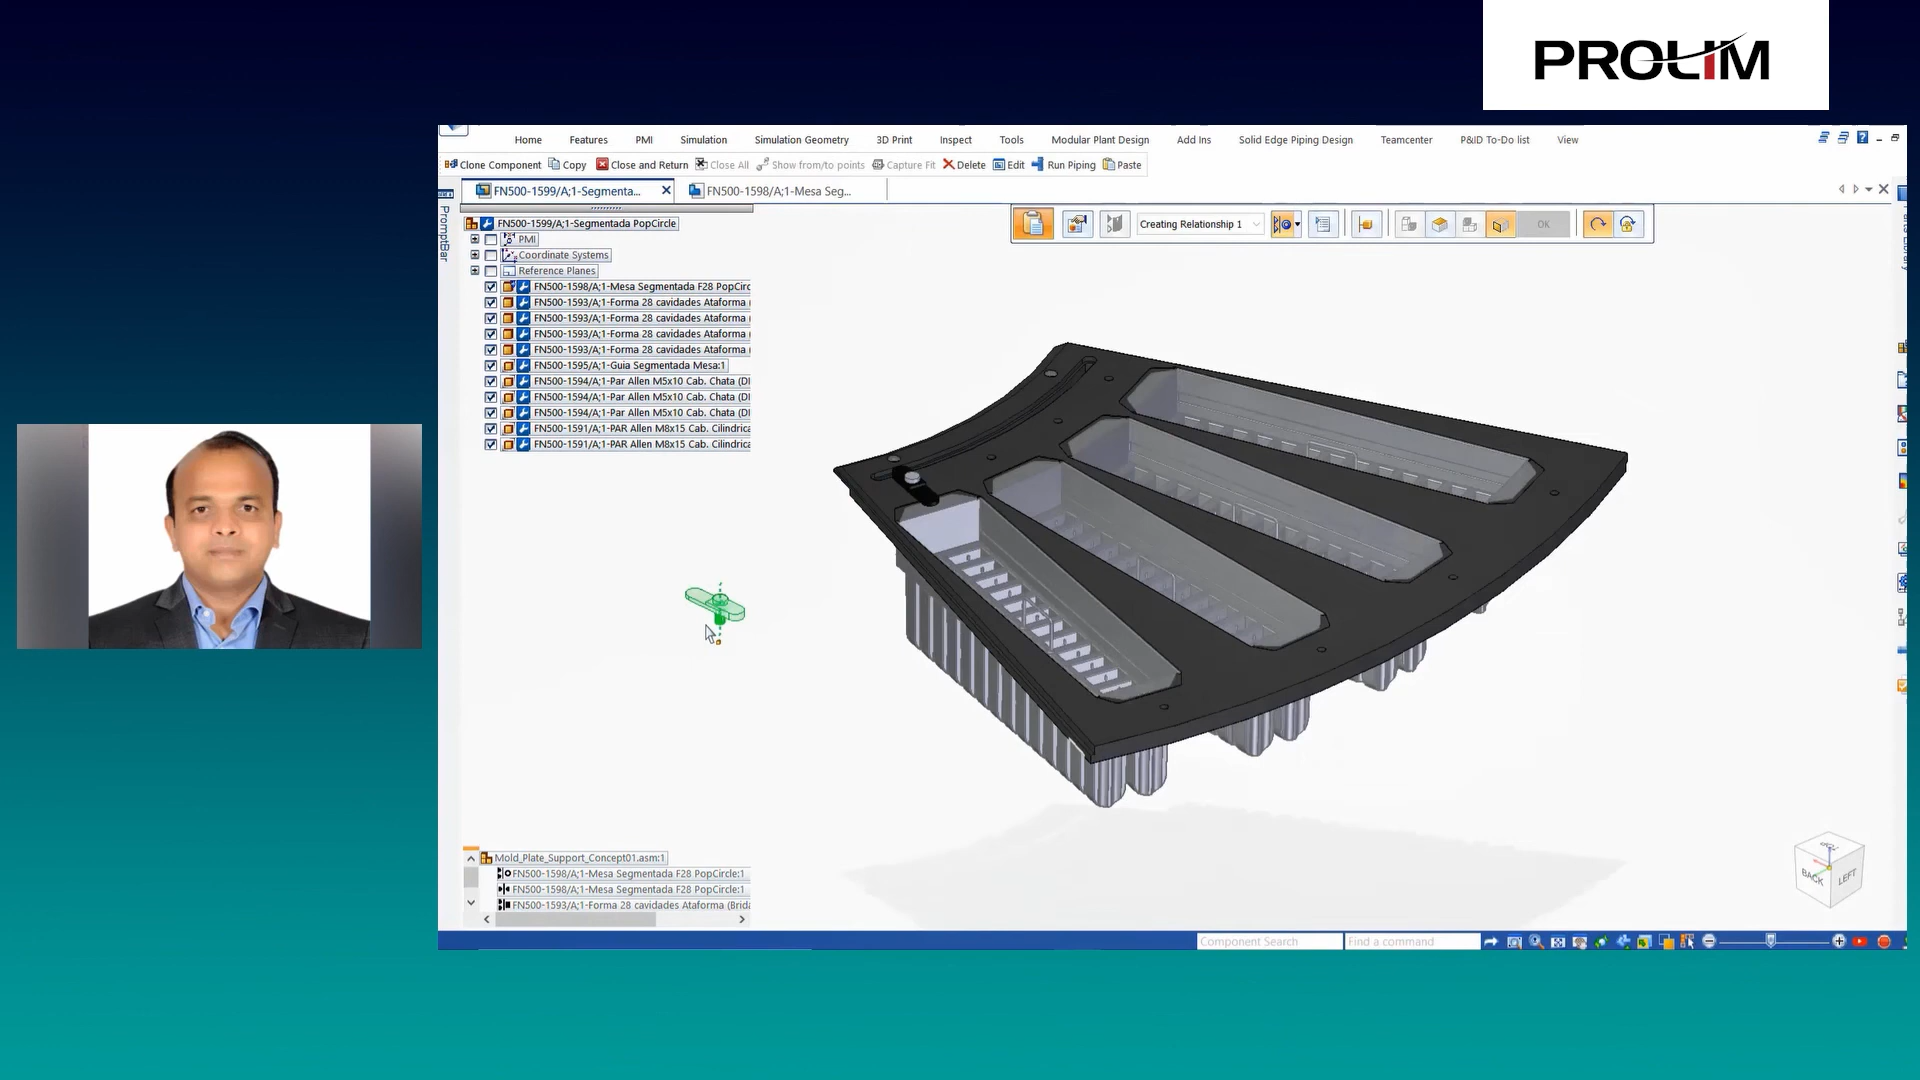 PROLIM
Home Features PMI Simulation Simulation Geometry 3D Print Inspect Tools Modular Plant Design Add Ins Solid Edge Piping Design Teamcenter P&ID To-Do list View
Clone Component Copy Close and Return Close All Show from/to points Capture Fit Delete Edit Run Piping Paste
FN500-1599/A;1-Segmenta... FN500-1598/A;1-Mesa Seg...
PromptBar
FN500-1599/A;1-Segmentada PopCircle
Creating Relationship 1
OK
PMI
Coordinate Systems
Reference Planes
FN500-1598/A;1-Mesa Segmentada F28 PopCirc
FN500-1593/A;1-Forma 28 cavidades Ataforma (
FN500-1593/A;1-Forma 28 cavidades Ataforma (
FN500-1593/A;1-Forma 28 cavidades Ataforma (
FN500-1593/A;1-Forma 28 cavidades Ataforma (
FN500-1595/A;1-Guia Segmentada Mesa:1
FN500-1594/A;1-Par Allen M5x10 Cab. Chata (DI
FN500-1594/A;1-Par Allen M5x10 Cab. Chata (DI
FN500-1594/A;1-Par Allen M5x10 Cab. Chata (DI
FN500-1591/A;1-PAR Allen M8x15 Cab. Cilindrica
FN500-1591/A;1-PAR Allen M8x15 Cab. Cilindrica
BACK LEFT
Mold_Plate_Support_Concept01.asm:1
FN500-1598/A;1-Mesa Segmentada F28 PopCircle:1
FN500-1598/A;1-Mesa Segmentada F28 PopCircle:1
FN500-1593/A;1-Forma 28 cavidades Ataforma (Brida
Component Search Find a command